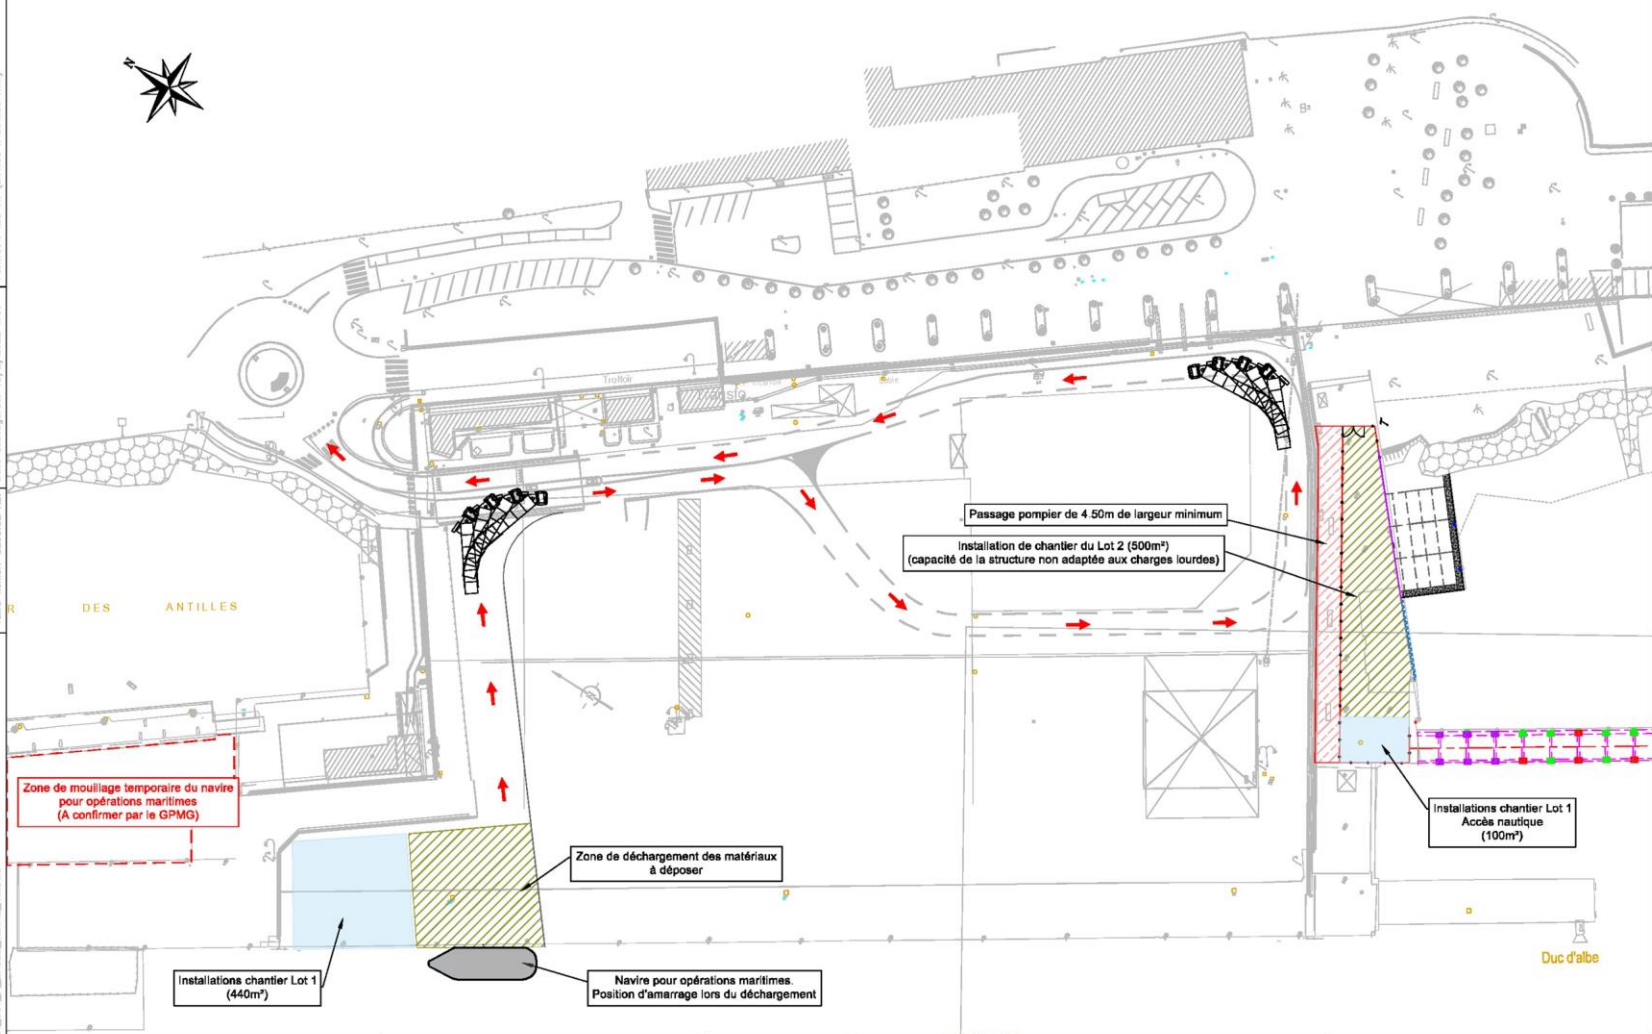 N
Trottoir
Transfo
Passage pompier de 4.50m de largeur minimum
Installation de chantier du Lot 2 (500m²)
(capacité de la structure non adaptée aux charges lourdes)
R DES ANTILLES
Zone de mouillage temporaire du navire
pour opérations maritimes
(A confirmer par le GPMG)
Installations chantier Lot 1
Accès nautique
(100m²)
Zone de déchargement des matériaux
à déposer
Duc d'albe
Installations chantier Lot 1
(440m²)
Navire pour opérations maritimes.
Position d'amarrage lors du déchargement